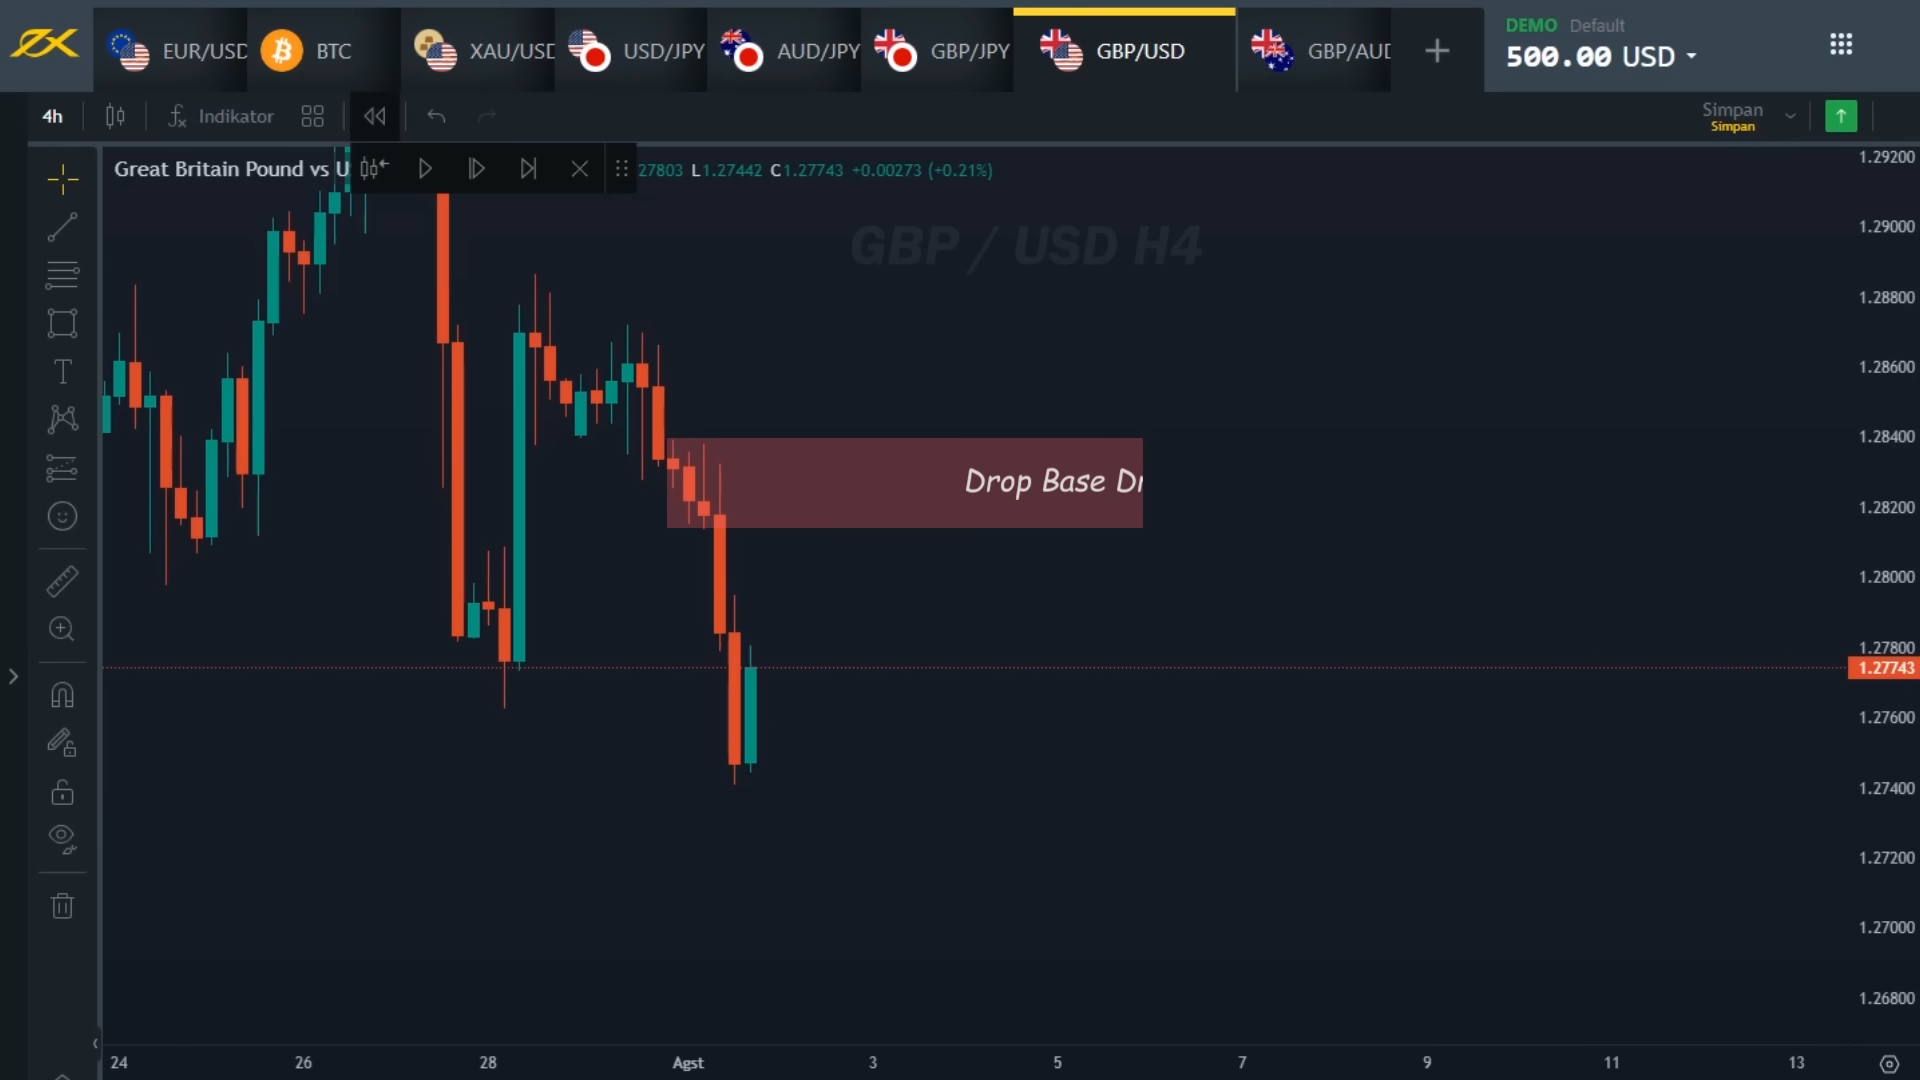 EUR/USD BTC XAU/USD USD/JPY AUD/JPY GBP/JPY GBP/USD GBP/AUD
DEMO Default
500.00 USD
4h Indikator
Simpan
Simpan
Great Britain Pound vs U 27803 L1.27442 C1.27743 +0.00273 (+0.21%)
GBP / USD H4
Drop Base Dr
1.29200
1.29000
1.28800
1.28600
1.28400
1.28200
1.28000
1.27800
1.27743
1.27600
1.27400
1.27200
1.27000
1.26800
24 26 28 Agst 3 5 7 9 11 13